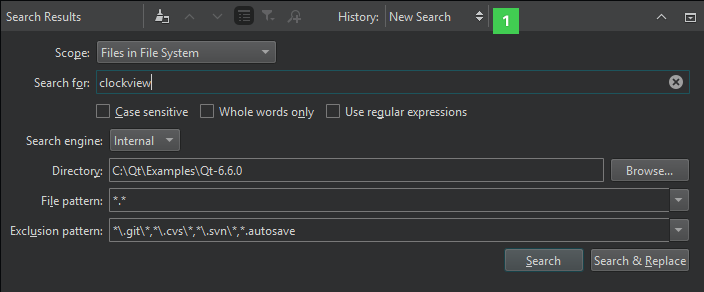 Search Results History: New Search 1
Scope: Files in File System
Search for: clockview
Case sensitive Whole words only Use regular expressions
Search engine: Internal
Directory: C:\Qt\Examples\Qt-6.6.0 Browse...
File pattern: *.*
Exclusion pattern: *\.git\*,*\.cvs\*,*\.svn\*,*.autosave
Search Search & Replace